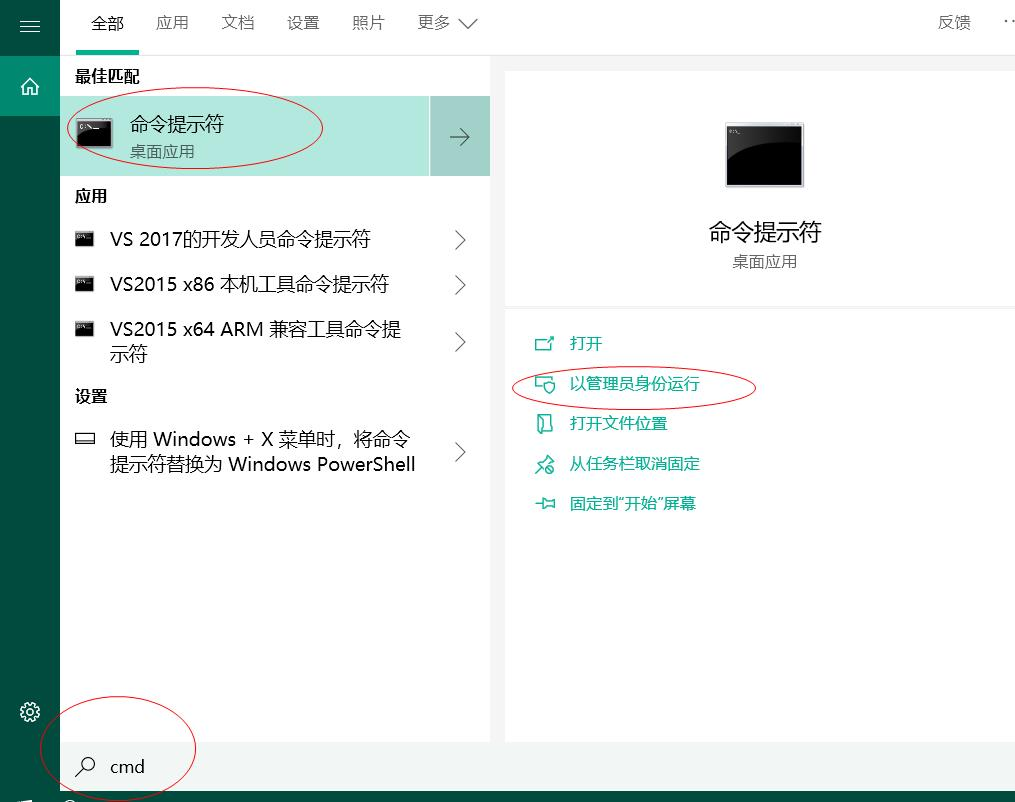 全部 应用 文档 设置 照片 更多 反馈 ··
最佳匹配
命令提示符
桌面应用
应用
VS 2017的开发人员命令提示符
VS2015 x86 本机工具命令提示符
VS2015 x64 ARM 兼容工具命令提
示符
设置
使用 Windows + X 菜单时，将命令
提示符替换为 Windows PowerShell
cmd
命令提示符
桌面应用
打开
以管理员身份运行
打开文件位置
从任务栏取消固定
固定到“开始”屏幕